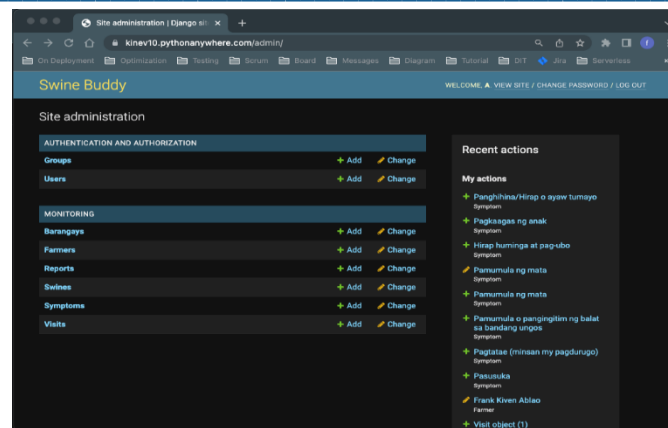 Site administration | Django sit
kinev10.pythonanywhere.com/admin/
On Deployment Optimization Testing Scrum Board Messages Diagram Tutorial DIT Jira Serverless
Swine Buddy
WELCOME, A. VIEW SITE / CHANGE PASSWORD / LOG OUT
Site administration
AUTHENTICATION AND AUTHORIZATION
Groups + Add Change
Users + Add Change
MONITORING
Barangays + Add Change
Farmers + Add Change
Reports + Add Change
Swines + Add Change
Symptoms + Add Change
Visits + Add Change
Recent actions
My actions
Panghihina/Hirap o ayaw tumayo
Symptom
Pagkaagas ng anak
Symptom
Hirap huminga at pag-ubo
Symptom
Pamumula ng mata
Symptom
Pamumula ng mata
Symptom
Pamumula o pangingitim ng balat
sa bandang ungos
Symptom
Pagtatae (minsan my pagdurugo)
Symptom
Pasusuka
Symptom
Frank Kiven Ablao
Farmer
Visit object (1)